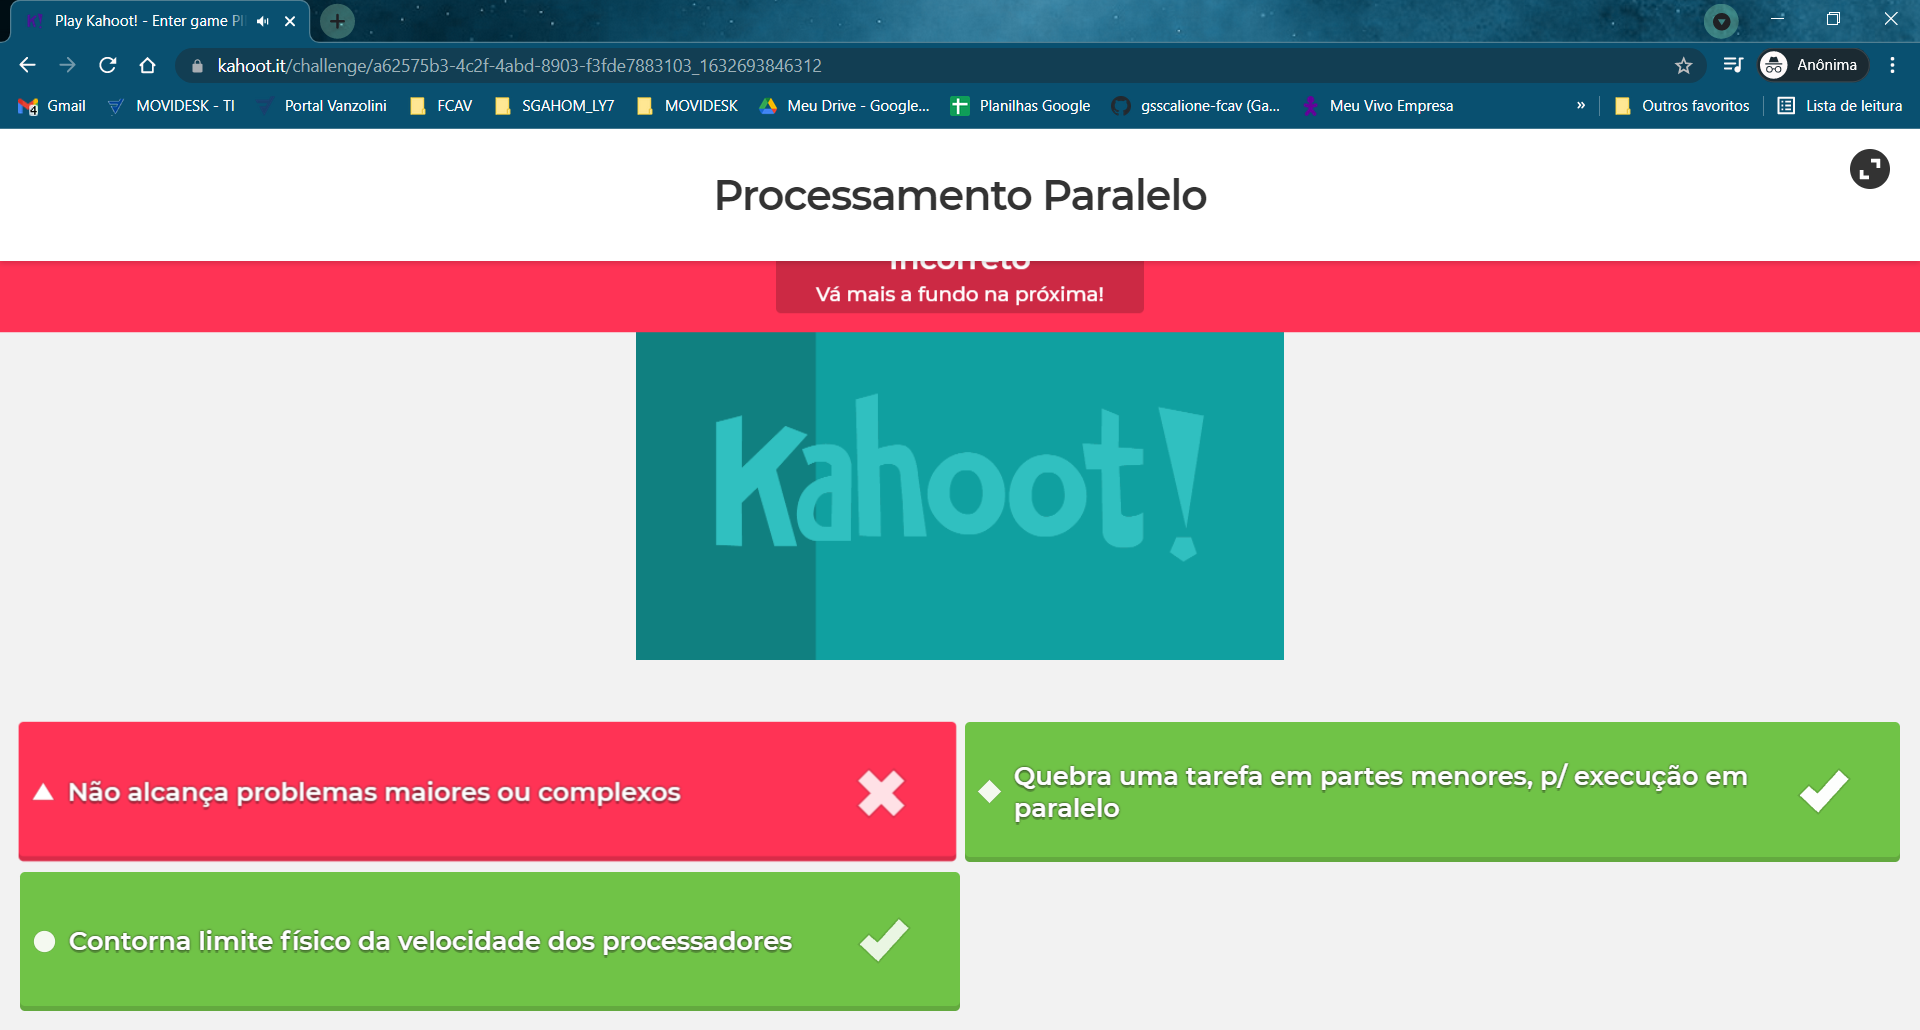 Play Kahoot! - Enter game PI
kahoot.it/challenge/a62575b3-4c2f-4abd-8903-f3fde7883103_1632693846312
Anônima
Gmail
MOVIDESK - TI
Portal Vanzolini
FCAV
SGAHOM_LY7
MOVIDESK
Meu Drive - Google...
Planilhas Google
gsscalione-fcav (Ga...
Meu Vivo Empresa
»
Outros favoritos
Lista de leitura
Processamento Paralelo
Incorreto
Vá mais a fundo na próxima!
Kahoot!
Não alcança problemas maiores ou complexos
Quebra uma tarefa em partes menores, p/ execução em
paralelo
Contorna limite físico da velocidade dos processadores